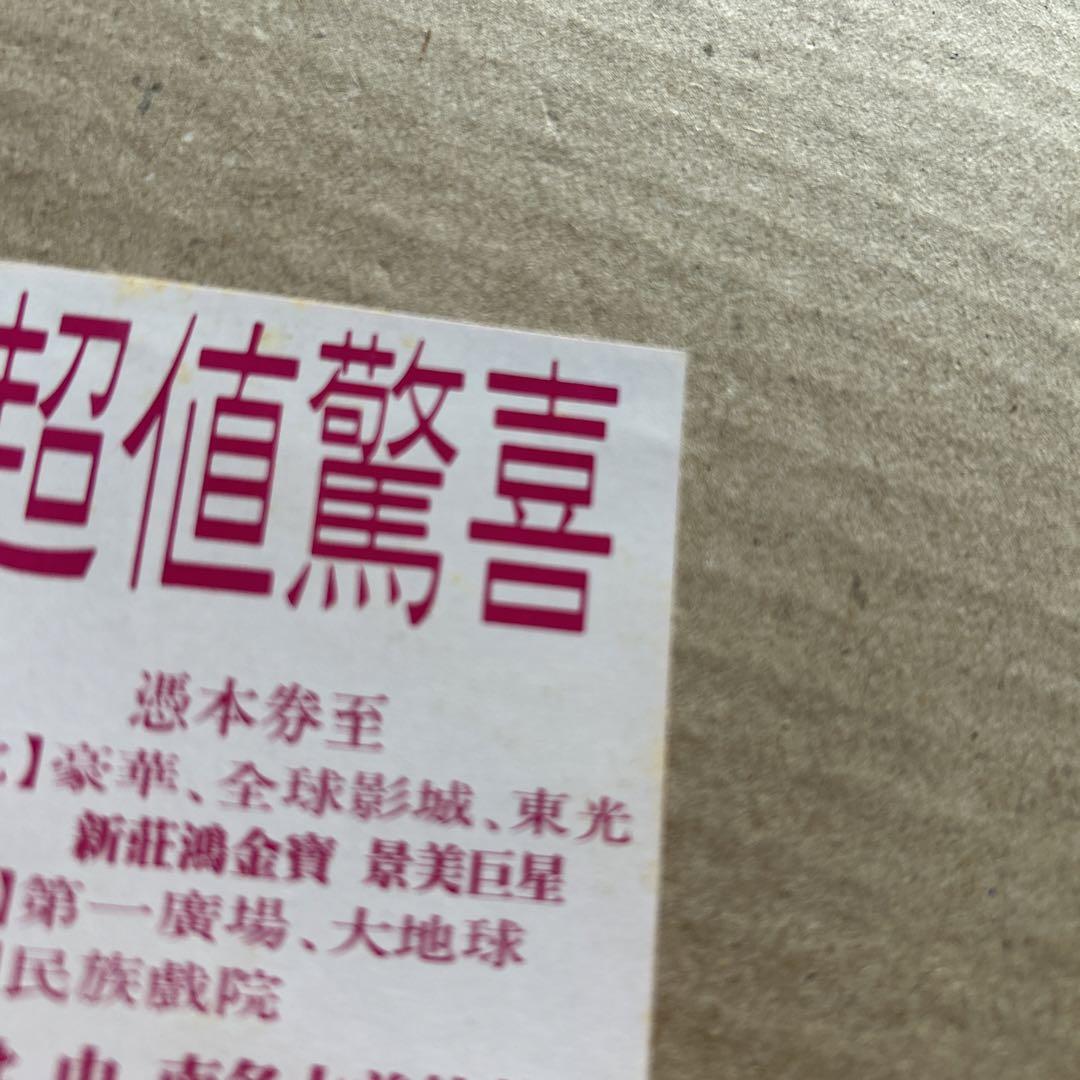 超值驚喜
憑本券至
】豪華、全球影城、東光
新莊鴻金寶 景美巨星
】第一廣場、大地球
】民族戲院